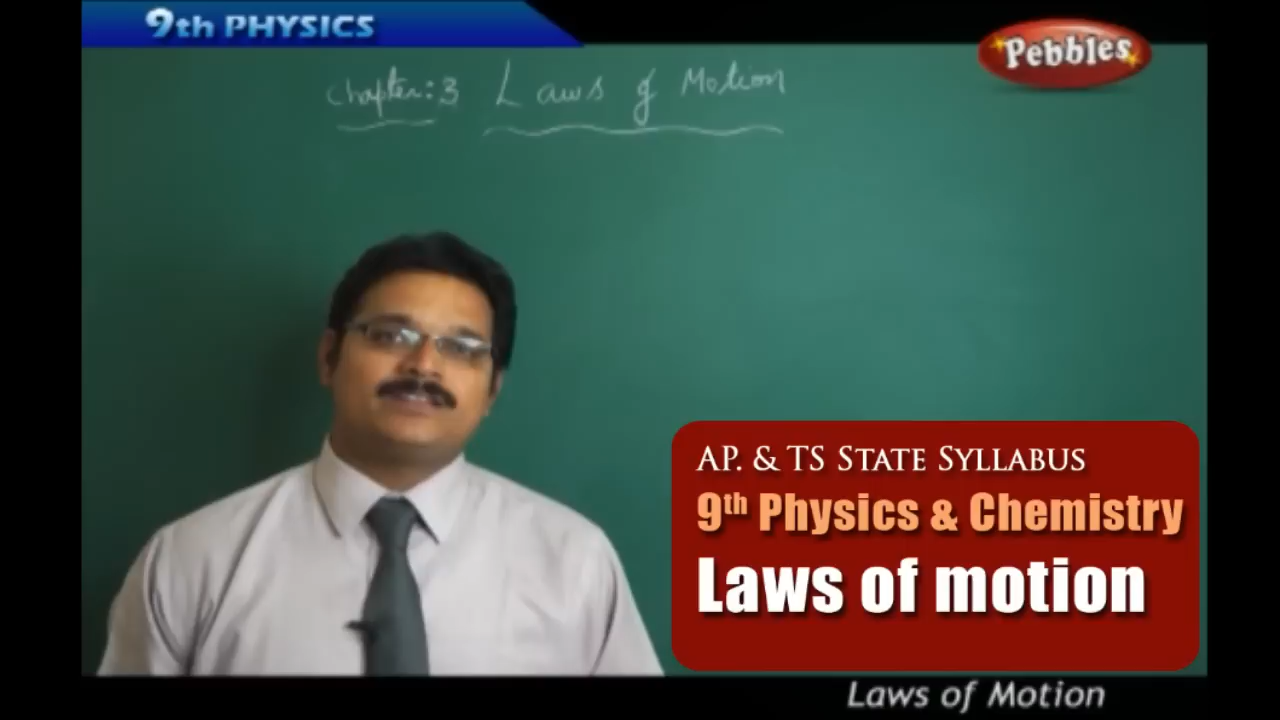 9th PHYSICS
Pebbles
Chapter:3 Laws of Motion
AP. & TS STATE SYLLABUS
9th Physics & Chemistry
Laws of motion
Laws of Motion